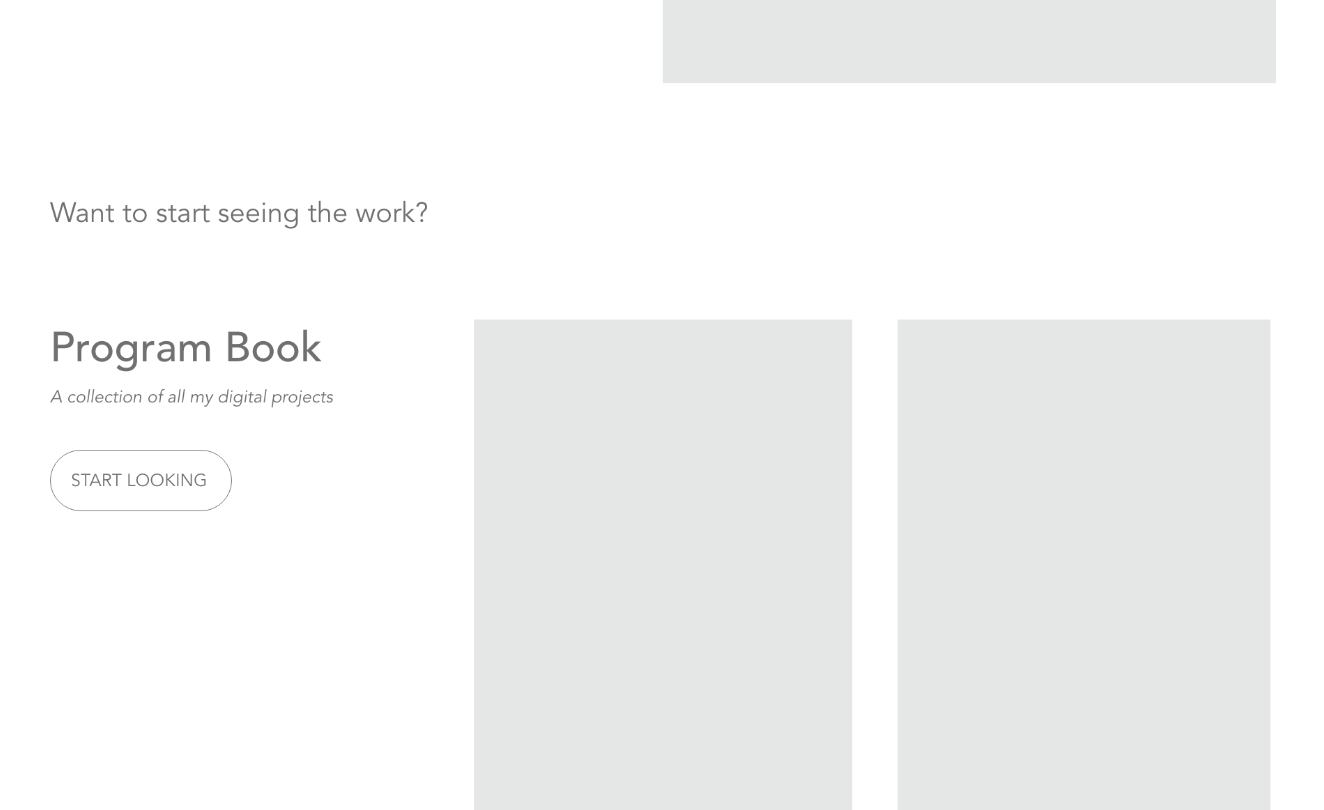 Want to start seeing the work?
Program Book
A collection of all my digital projects
START LOOKING